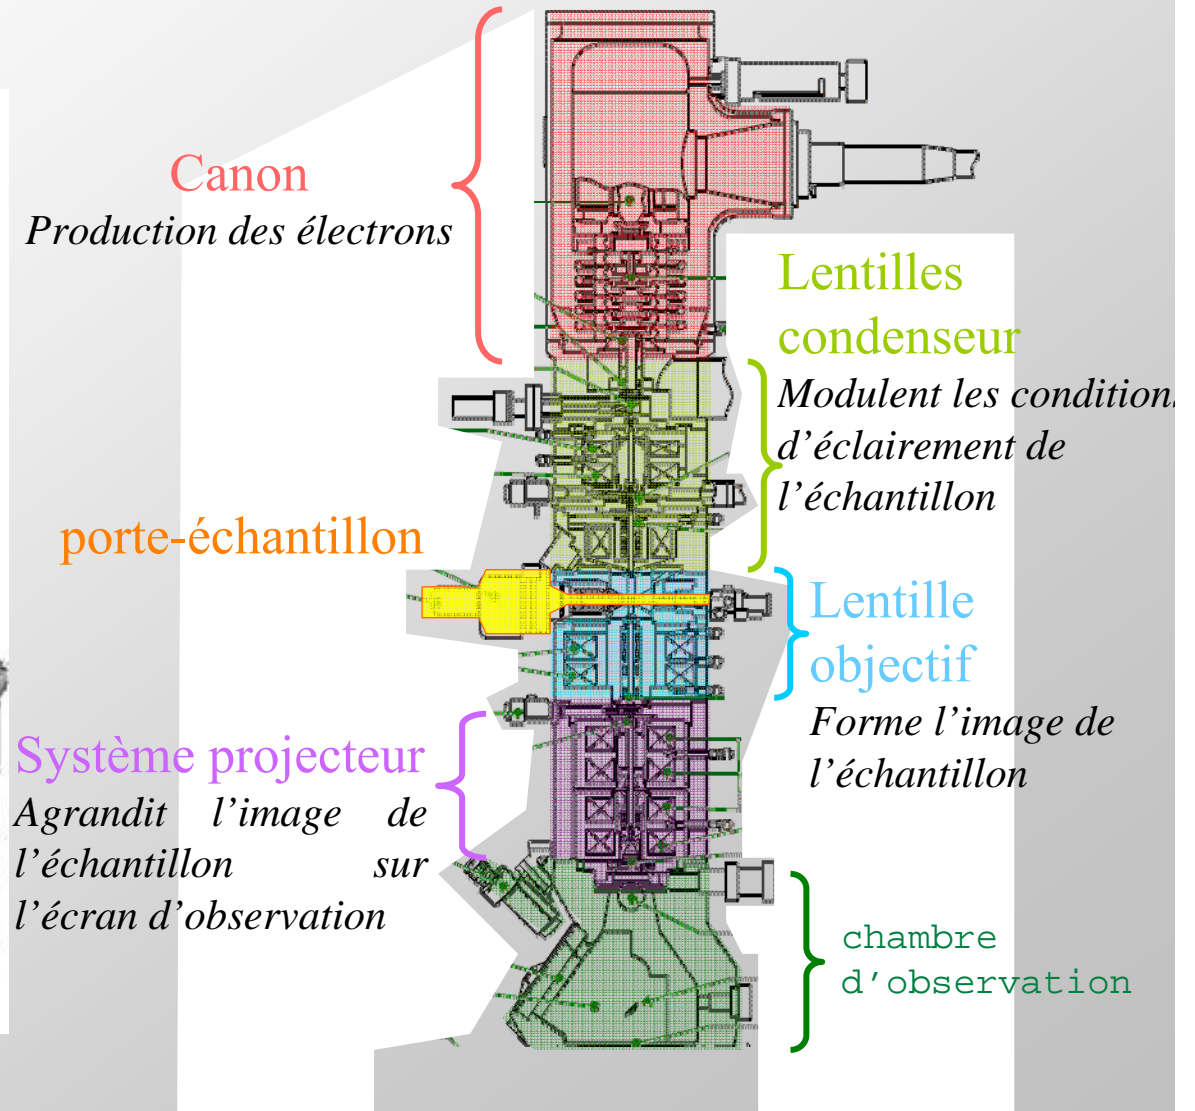 Canon
Production des électrons
Lentilles
condenseur
Modulent les conditions
d'éclairement de
l'échantillon
porte-échantillon
Lentille
objectif
Forme l'image de
l'échantillon
Système projecteur
Agrandit l'image de
l'échantillon sur
l'écran d'observation
chambre
d'observation